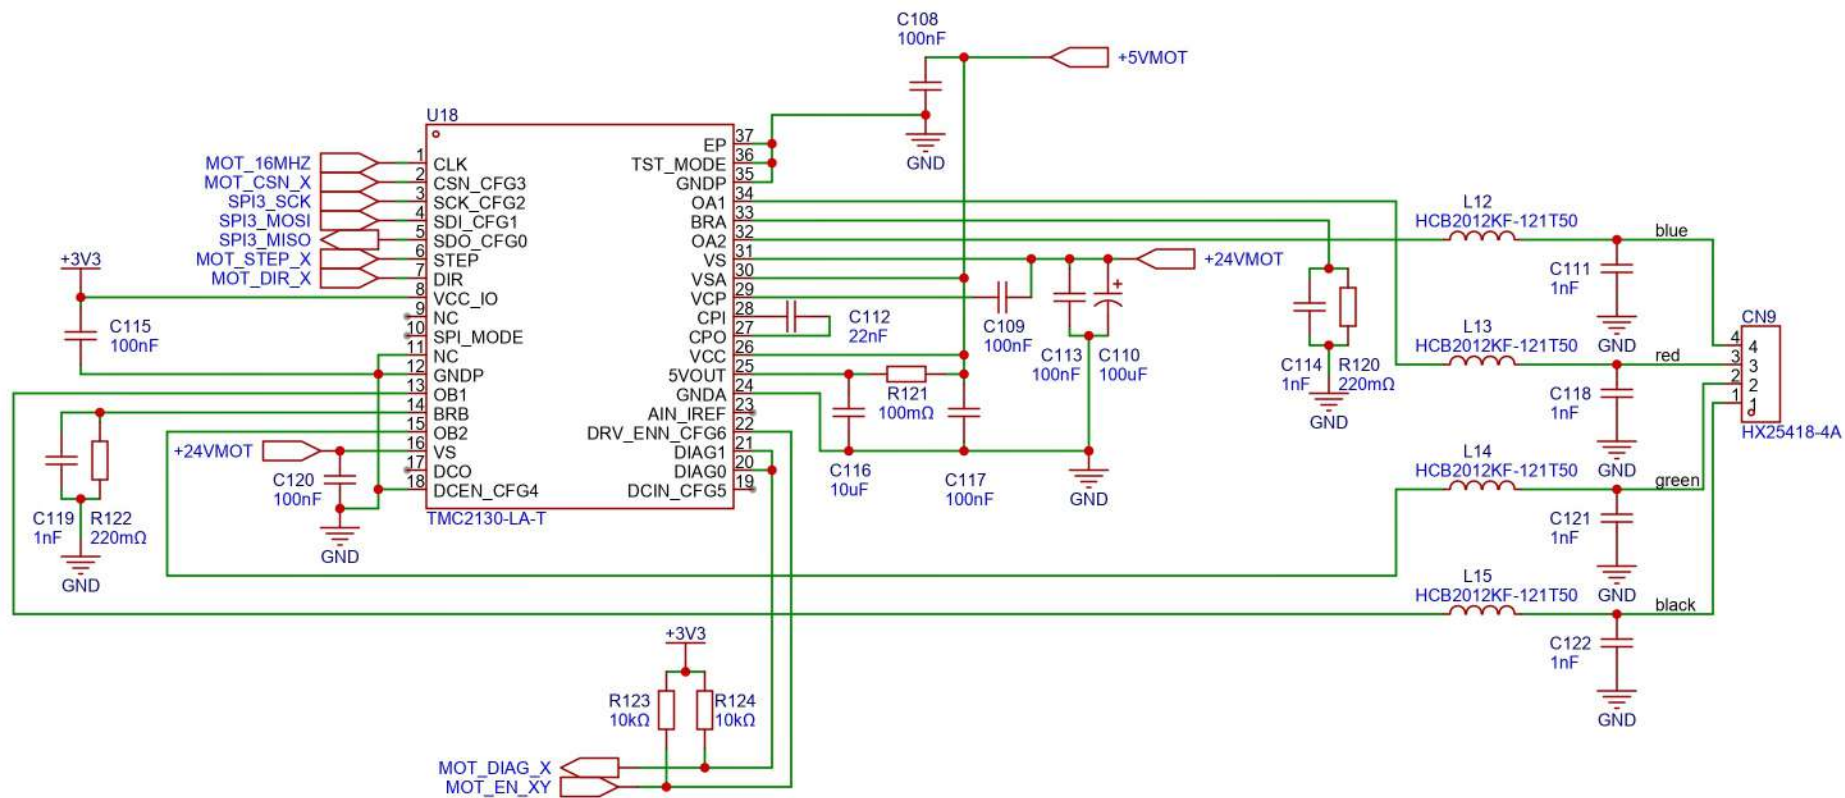 C108
100nF
+5VMOT
U18
MOT_16MHZ
MOT_CSN_X
SPI3_SCK
SPI3_MOSI
SPI3_MISO
MOT_STEP_X
MOT_DIR_X
+3V3
C115
100nF
1 CLK
2 CSN_CFG3
3 SCK_CFG2
4 SDI_CFG1
5 SDO_CFG0
6 STEP
7 DIR
8 VCC_IO
9 NC
10 SPI_MODE
11 NC
12 GNDP
13 OB1
14 BRB
15 OB2
16 VS
17 DCO
18 DCEN_CFG4
EP 37
TST_MODE 36
GNDP 35
OA1 34
BRA 33
OA2 32
VS 31
VSA 30
VCP 29
CPI 28
CPO 27
VCC 26
5VOUT 25
GNDA 24
AIN_IREF 23
DRV_ENN_CFG6 22
DIAG1 21
DIAG0 20
DCIN_CFG5 19
TMC2130-LA-T
GND
+24VMOT
C112
22nF
C109
100nF
C113
100nF
+
C110
100uF
R121
100mΩ
C116
10uF
C117
100nF
GND
C114
1nF
R120
220mΩ
GND
+24VMOT
C120
100nF
GND
C119
1nF
R122
220mΩ
GND
L12
HCB2012KF-121T50
blue
C111
1nF
GND
L13
HCB2012KF-121T50
red
C118
1nF
GND
L14
HCB2012KF-121T50
green
C121
1nF
GND
L15
HCB2012KF-121T50
black
C122
1nF
GND
CN9
4 4
3 3
2 2
1 1
HX25418-4A
+3V3
R123
10kΩ
R124
10kΩ
MOT_DIAG_X
MOT_EN_XY